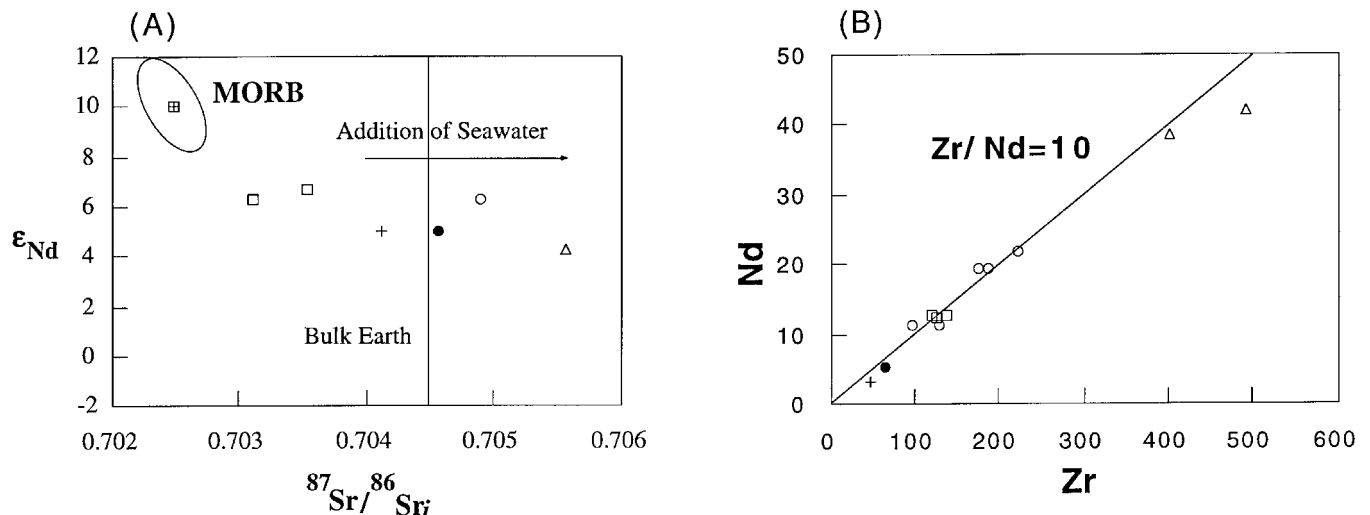 (A)
12
10
8
6
4
2
0
-2
εNd
MORB
Addition of Seawater
Bulk Earth
0.702
0.703
0.704
0.705
0.706
87Sr/86Sri
(B)
50
40
30
20
10
0
Nd
Zr/ Nd=10
0
100
200
300
400
500
600
Zr